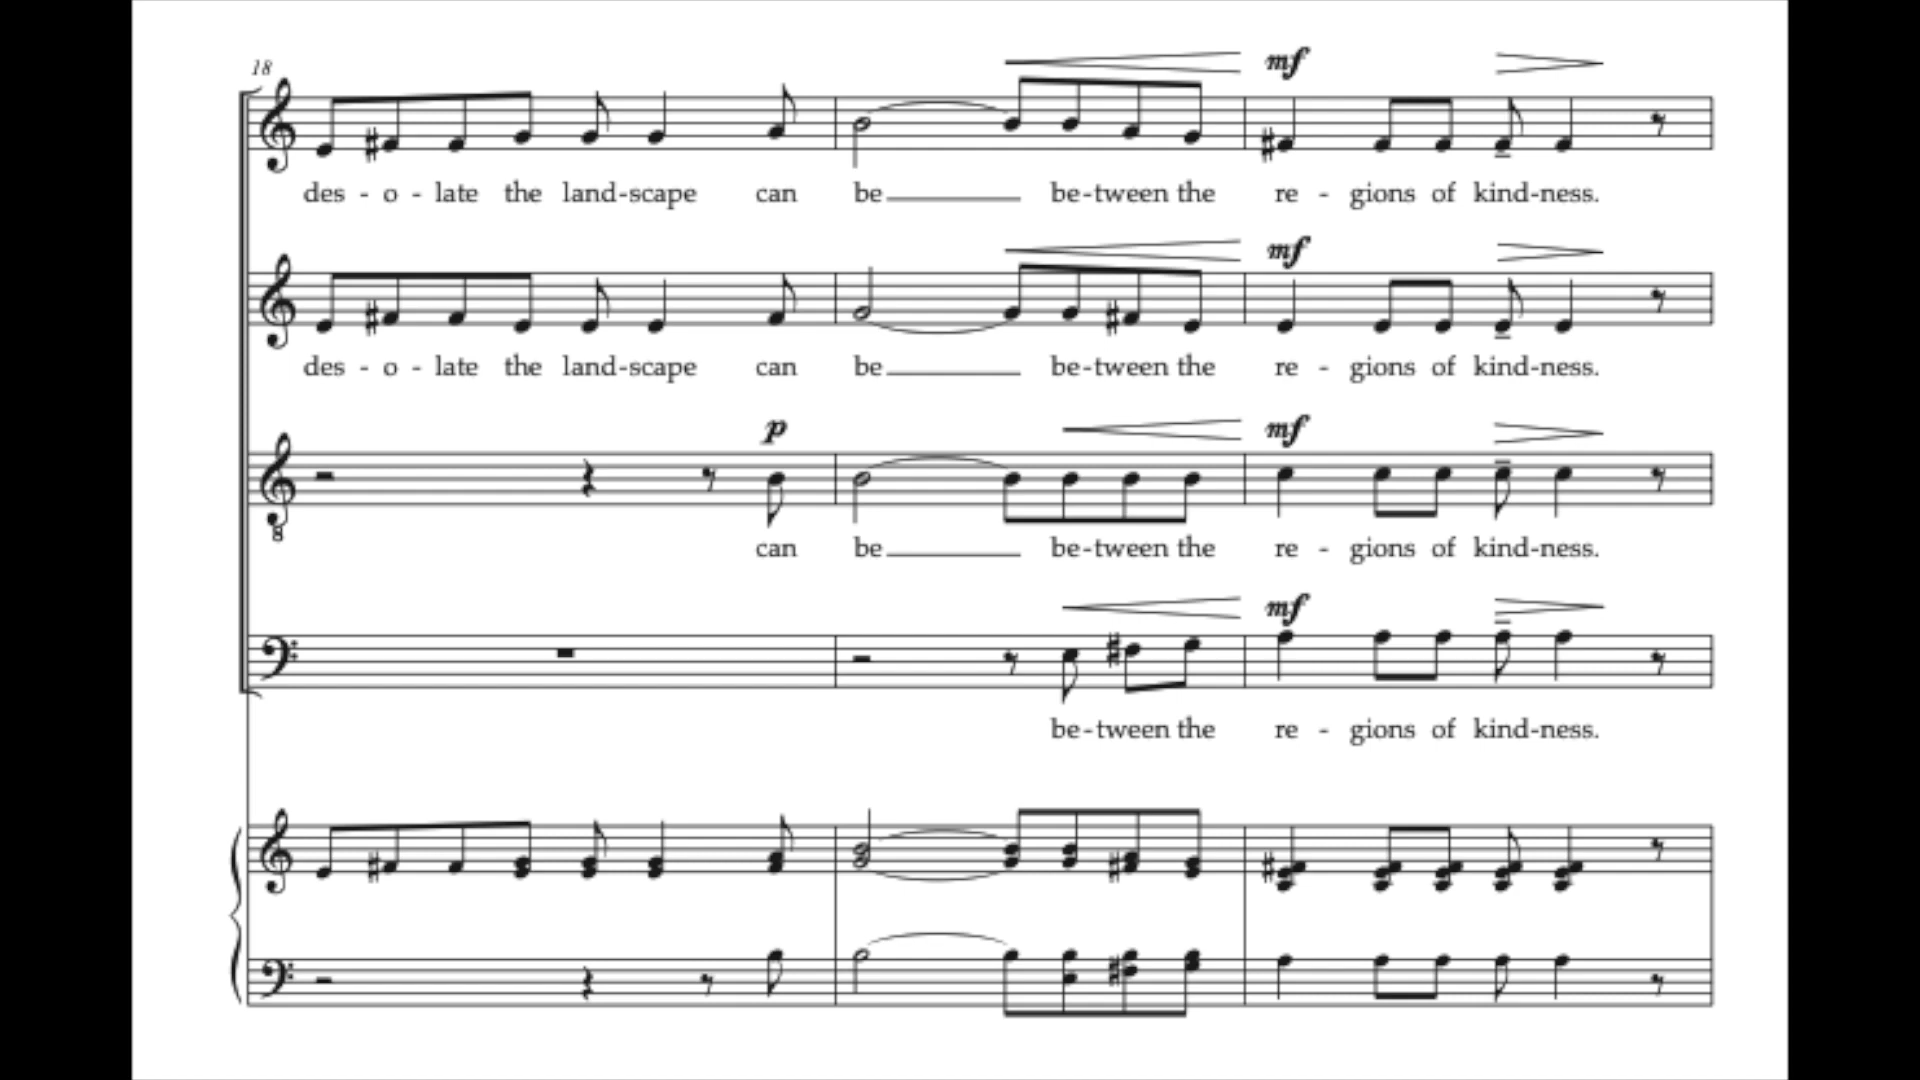 18
mf
des - o - late the land-scape can be be-tween the re - gions of kind-ness.
mf
des - o - late the land-scape can be be-tween the re - gions of kind-ness.
p mf
8
can be be-tween the re - gions of kind-ness.
mf
be-tween the re - gions of kind-ness.